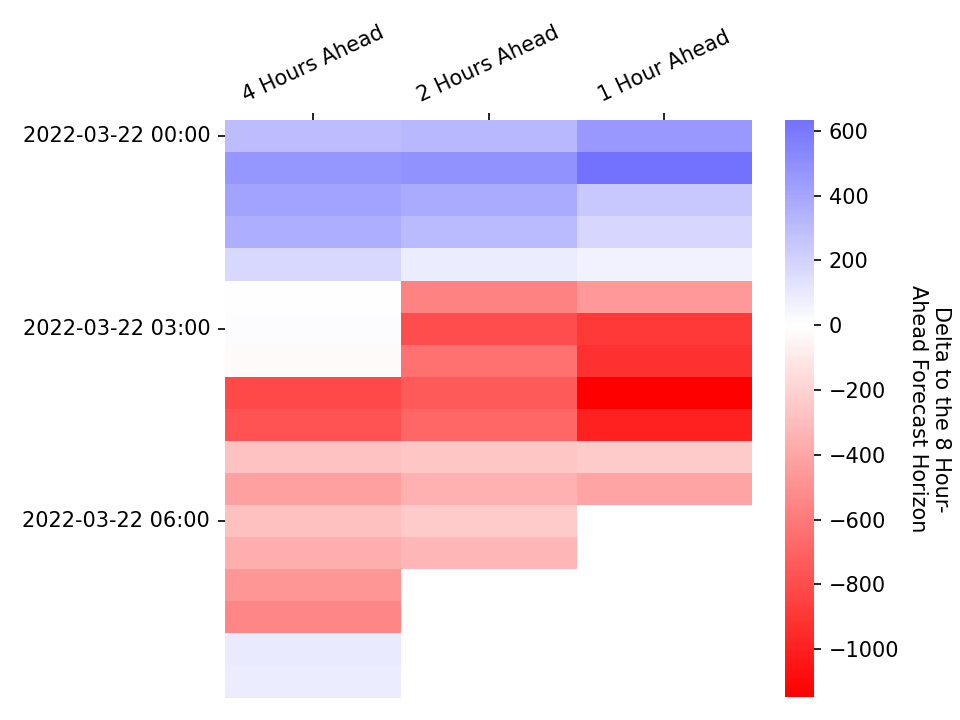 4 Hours Ahead
2 Hours Ahead
1 Hour Ahead
2022-03-22 00:00
2022-03-22 03:00
2022-03-22 06:00
600
400
200
0
−200
−400
−600
−800
−1000
Delta to the 8 Hour-
Ahead Forecast Horizon